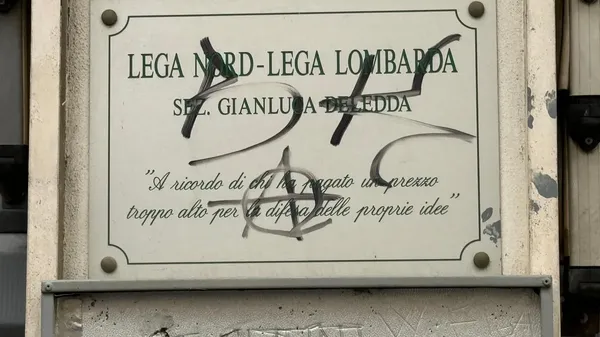 LEGA NORD-LEGA LOMBARDA
SEZ. GIANLUCA DELEDDA
"A ricordo di chi ha pagato un prezzo
troppo alto per la difesa delle proprie idee"